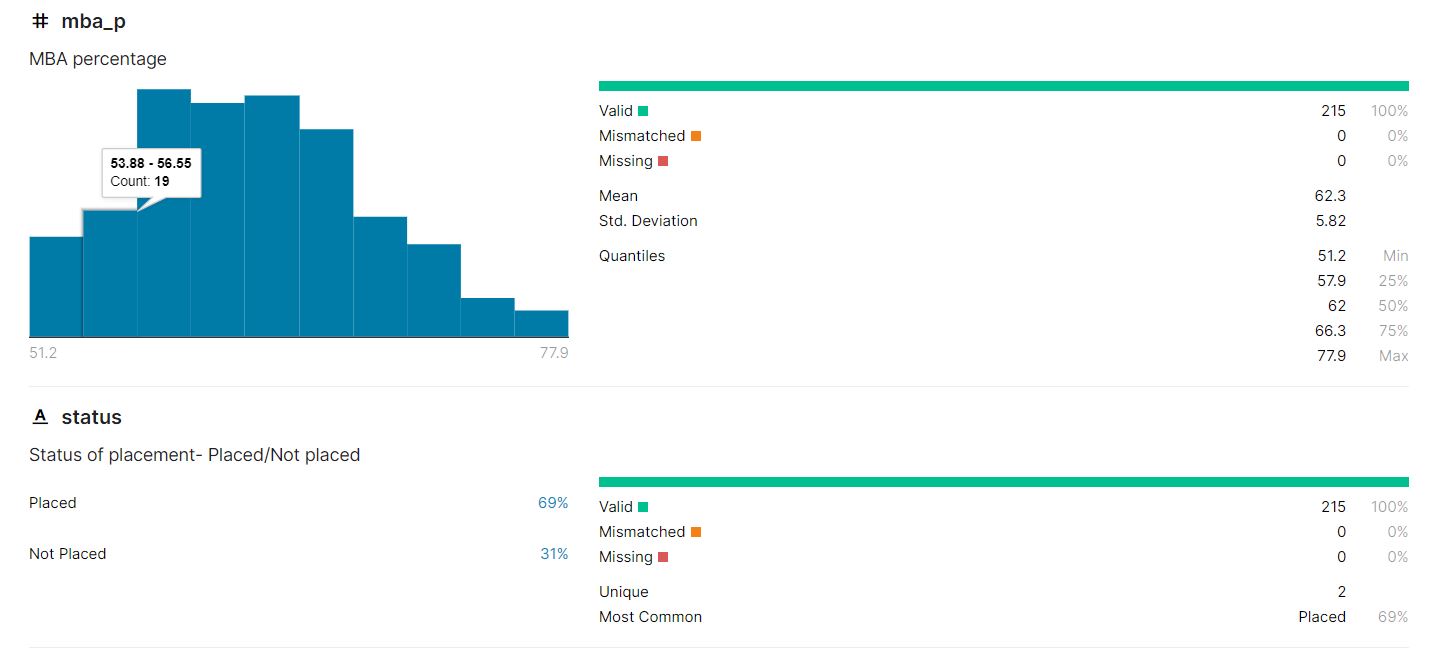 # mba_p
MBA percentage
53.88 - 56.55
Count: 19
51.2 77.9
Valid 215 100%
Mismatched 0 0%
Missing 0 0%
Mean 62.3
Std. Deviation 5.82
Quantiles 51.2 Min
57.9 25%
62 50%
66.3 75%
77.9 Max
A status
Status of placement- Placed/Not placed
Placed 69%
Not Placed 31%
Valid 215 100%
Mismatched 0 0%
Missing 0 0%
Unique 2
Most Common Placed 69%